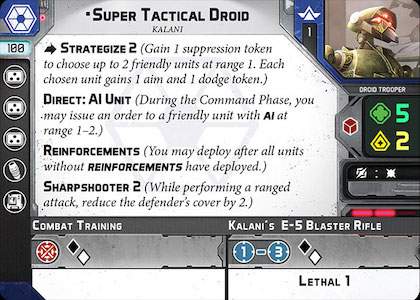 •Super Tactical Droid
KALANI
100
1
Strategize 2 (Gain 1 suppression token
to choose up to 2 friendly units at range 1. Each
chosen unit gains 1 aim and 1 dodge token.)
Direct: AI Unit (During the Command Phase, you
may issue an order to a friendly unit with AI at
range 1–2.)
Reinforcements (You may deploy after all units
without REINFORCEMENTS have deployed.)
Sharpshooter 2 (While performing a ranged
attack, reduce the defender's cover by 2.)
DROID TROOPER
5
2
: 
Combat Training
Kalani's E-5 Blaster Rifle
1–3
Lethal 1